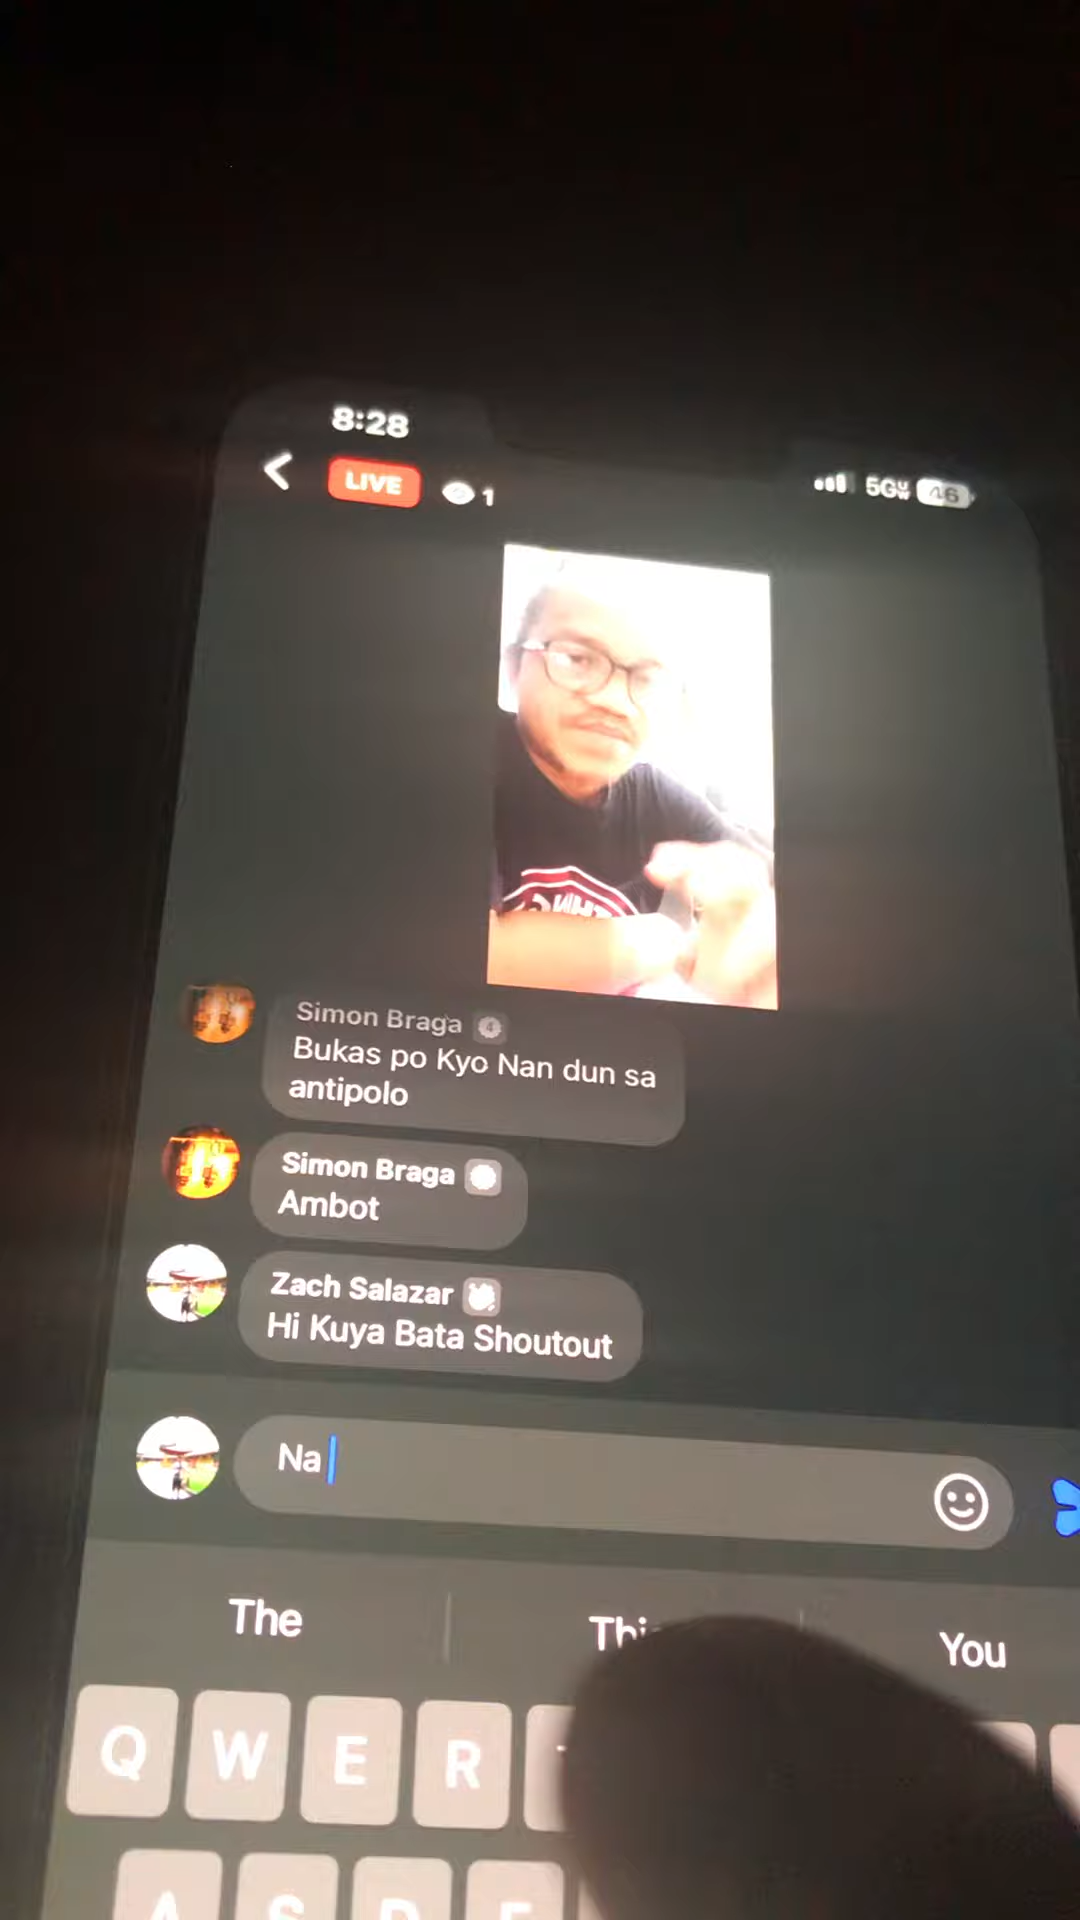 8:28
LIVE 1
5G 46
Simon Braga
Bukas po Kyo Nan dun sa
antipolo
Simon Braga
Ambot
Zach Salazar
Hi Kuya Bata Shoutout
Na
The You
Q W E R
A S D F